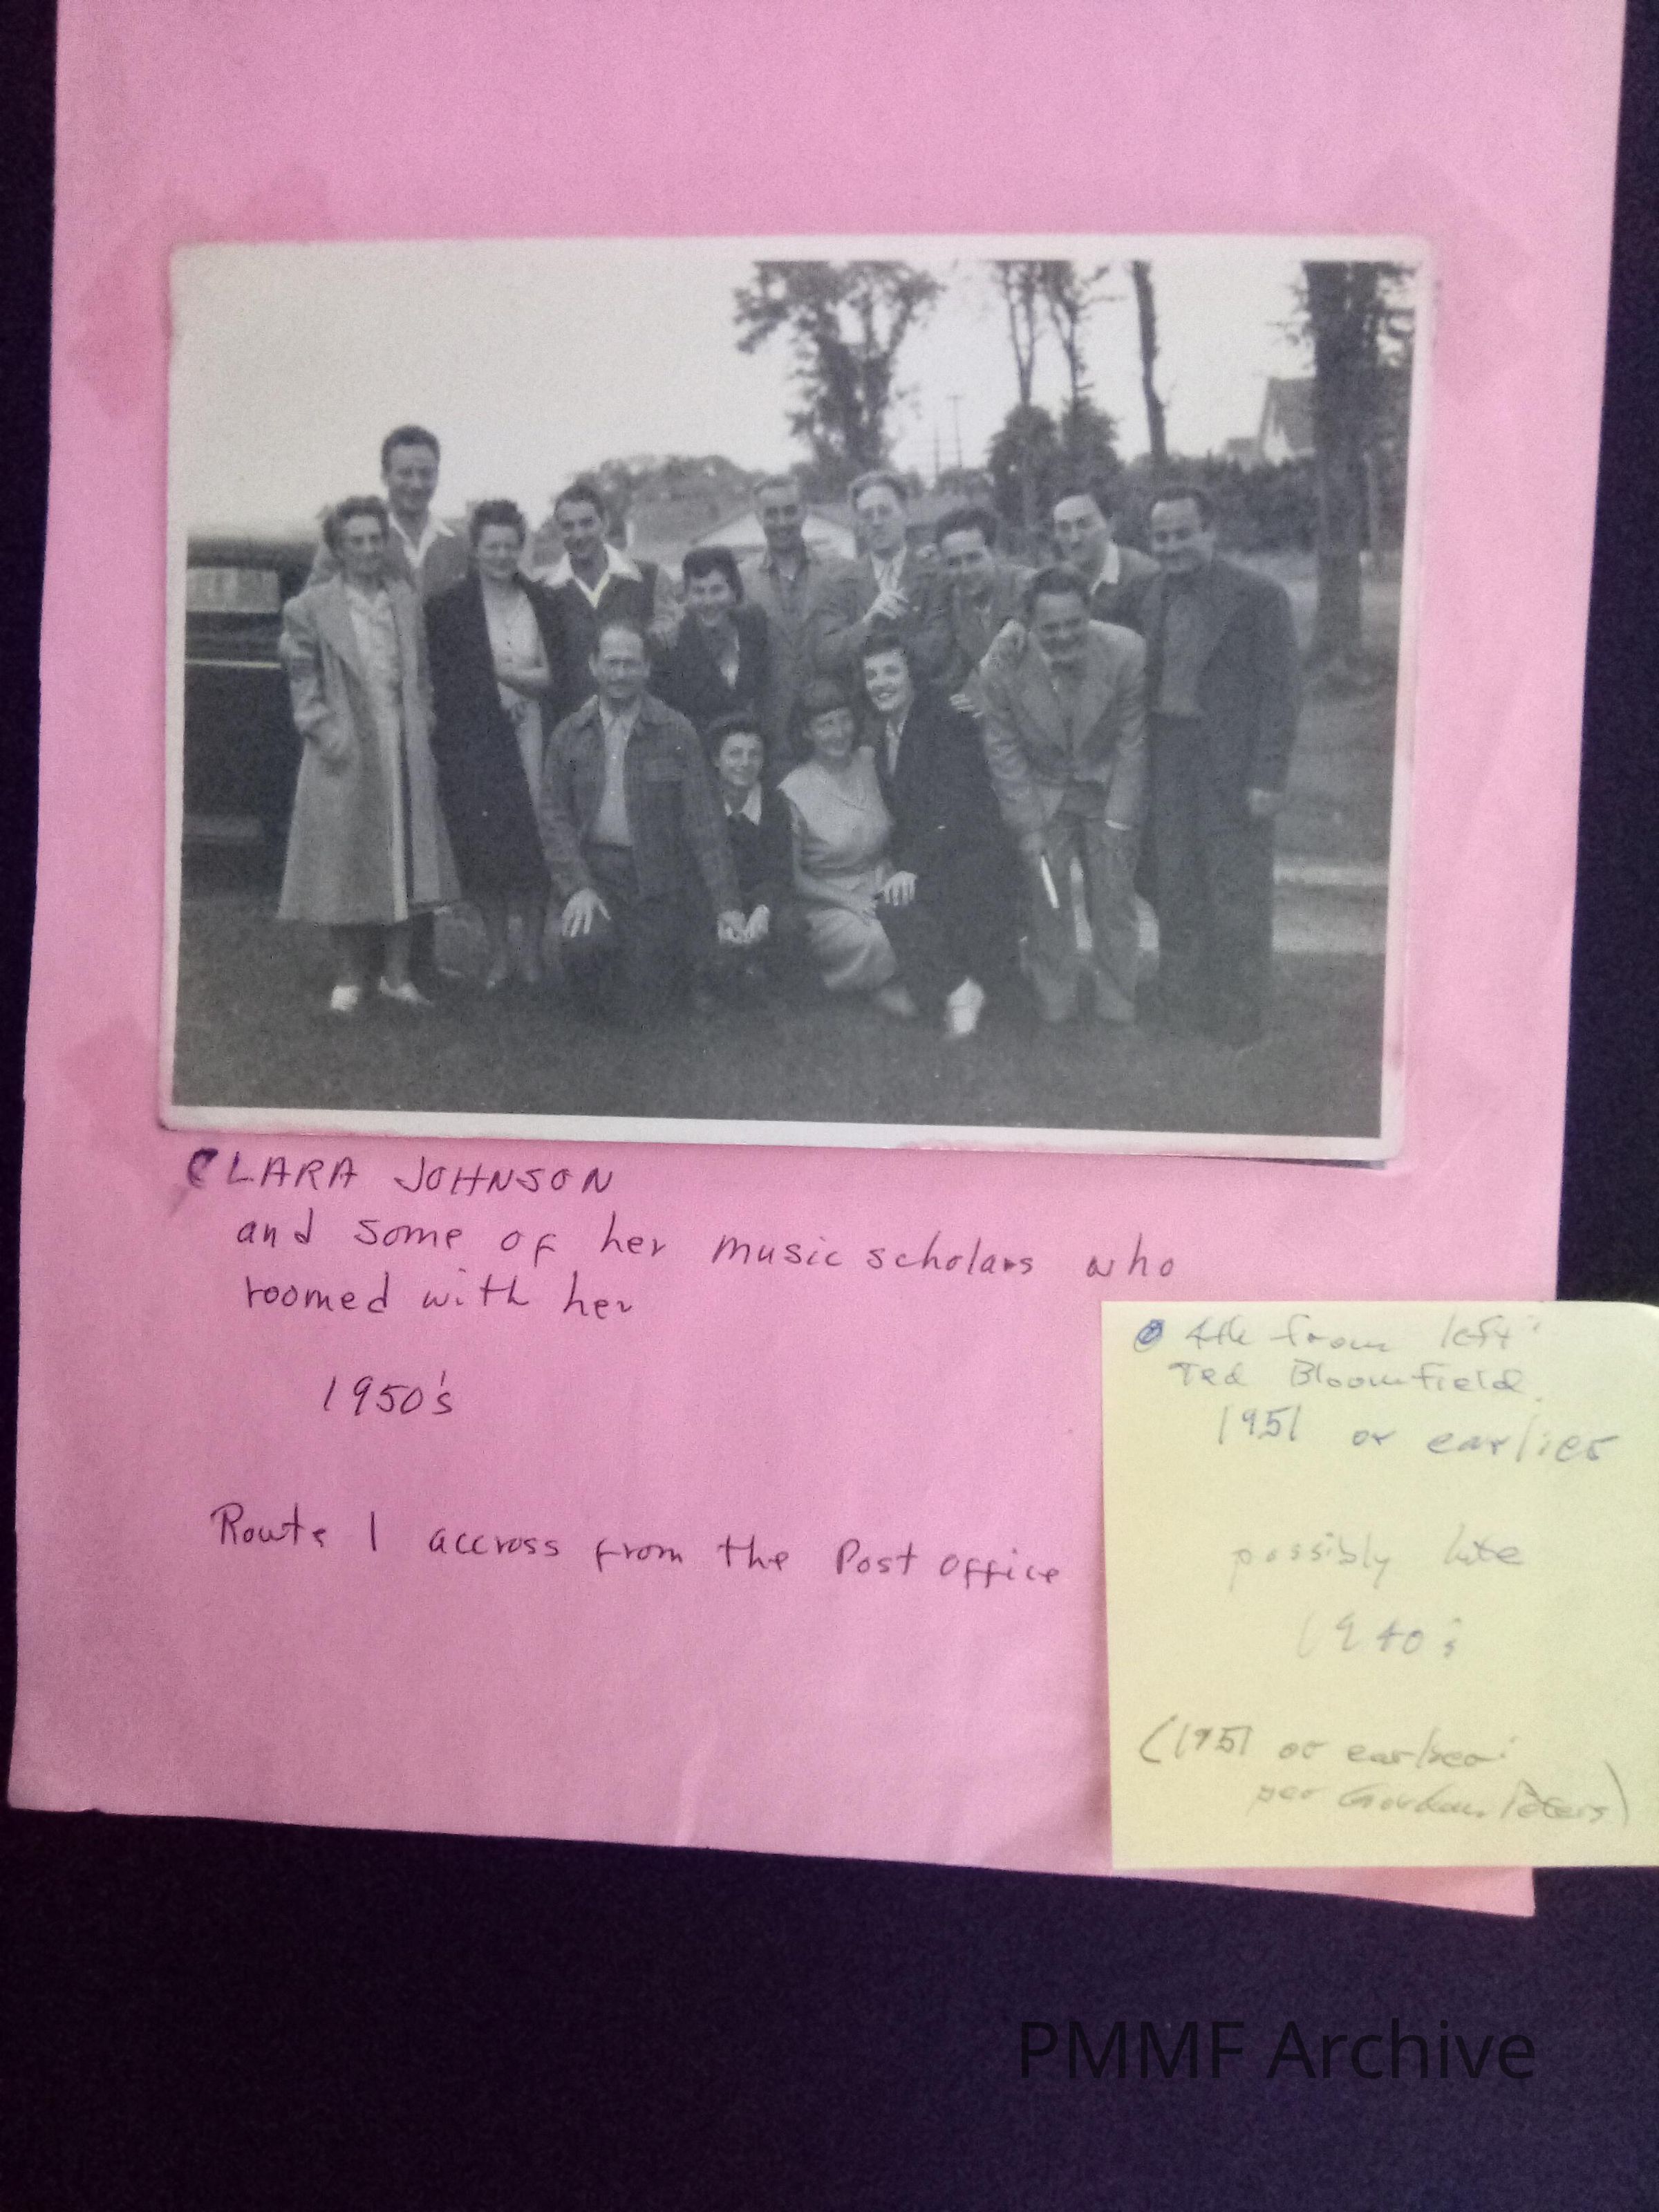 CLARA JOHNSON
and some of her music scholars who
roomed with her
1950's
Route 1 accross from the Post office
4th from left:
Ted Bloomfield
1951 or earlier
possibly late
1940's
(1951 or earlier
per Gordon Peters)
PMMF Archive